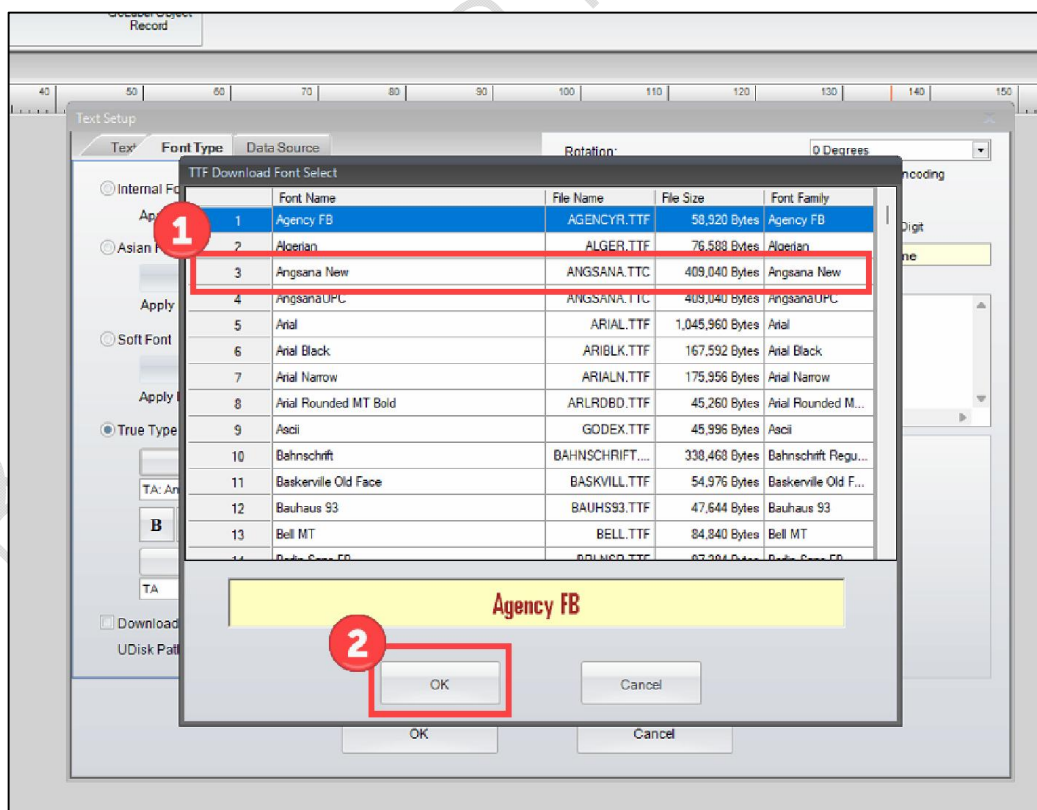 Record
40 50 60 70 80 90 100 110 120 130 140 150
Text Setup
Text Font Type Data Source
Rotation: 0 Degrees
TTF Download Font Select
Internal
Font Name File Name File Size Font Family
1 Agency FB AGENCYR.TTF 58,920 Bytes Agency FB
1
Asian
2 Algerian ALGER.TTF 76,588 Bytes Algerian
3 Angsana New ANGSANA.TTC 409,040 Bytes Angsana New
Digit
4 AngsanaUPC ANGSANA.TTC 409,040 Bytes AngsanaUPC
Apply
5 Arial ARIAL.TTF 1,045,960 Bytes Arial
Soft Font
6 Arial Black ARIBLK.TTF 167,592 Bytes Arial Black
7 Arial Narrow ARIALN.TTF 175,956 Bytes Arial Narrow
Apply
8 Arial Rounded MT Bold ARLRDBD.TTF 45,260 Bytes Arial Rounded M...
True Type
9 Ascii GODEX.TTF 45,996 Bytes Ascii
10 Bahnschrift BAHNSCHRIFT.... 338,468 Bytes Bahnschrift Regu...
11 Baskerville Old Face BASKVILL.TTF 54,976 Bytes Baskerville Old F...
TA: An
12 Bauhaus 93 BAUHS93.TTF 47,644 Bytes Bauhaus 93
B
13 Bell MT BELL.TTF 84,840 Bytes Bell MT
TA
Agency FB
Download
2
UDisk
OK Cancel
OK Cancel